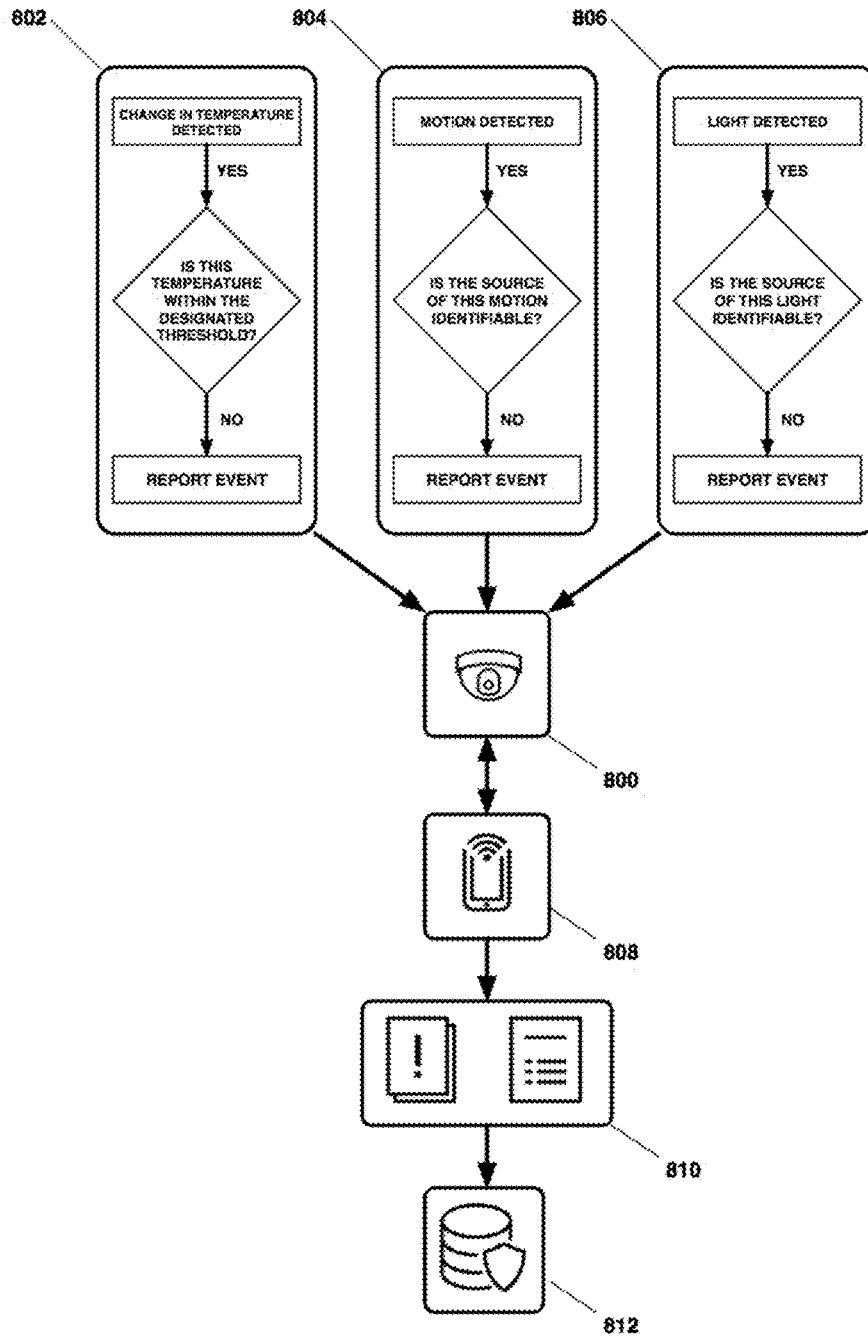 802
804
806
CHANGE IN TEMPERATURE
DETECTED
YES
IS THIS
TEMPERATURE
WITHIN THE
DESIGNATED
THRESHOLD?
NO
REPORT EVENT
MOTION DETECTED
YES
IS THE SOURCE
OF THIS MOTION
IDENTIFIABLE?
NO
REPORT EVENT
LIGHT DETECTED
YES
IS THE SOURCE
OF THIS LIGHT
IDENTIFIABLE?
NO
REPORT EVENT
800
808
!
810
812